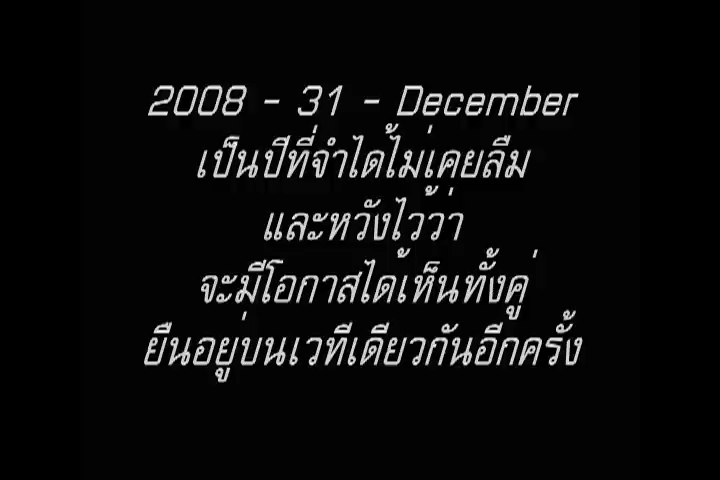 2008 - 31 - December
เป็นปีที่จำได้ไม่เคยลืม
และหวังไว้ว่า
จะมีโอกาสได้เห็นทั้งคู่
ยืนอยู่บนเวทีเดียวกันอีกครั้ง